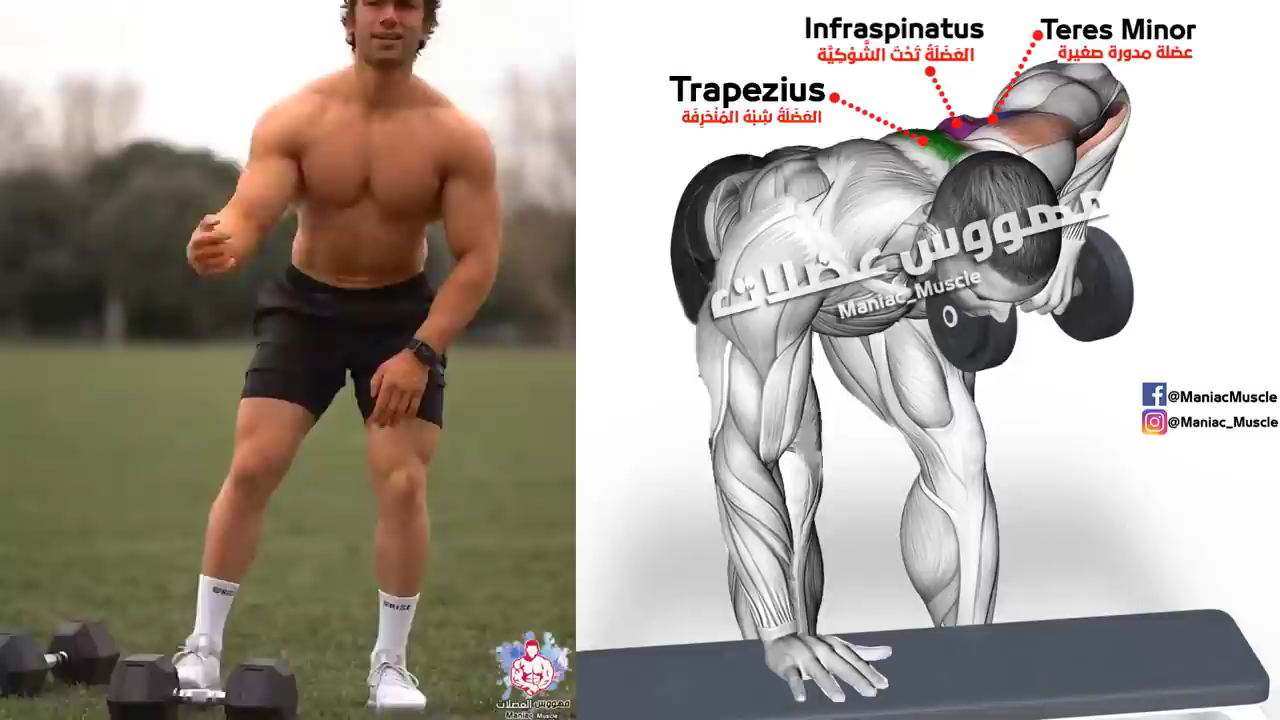 Infraspinatus
العَضَلَةُ تَحْتَ الشَّوْكِيَّة
Teres Minor
عضلة مدورة صغيرة
Trapezius
العَضَلَةُ شِبْهُ المُنْحَرِفَة
مهووس عضلاته
Maniac_Muscle
@ManiacMuscle
@Maniac_Muscle
مهووس العضلات
Maniac Muscle